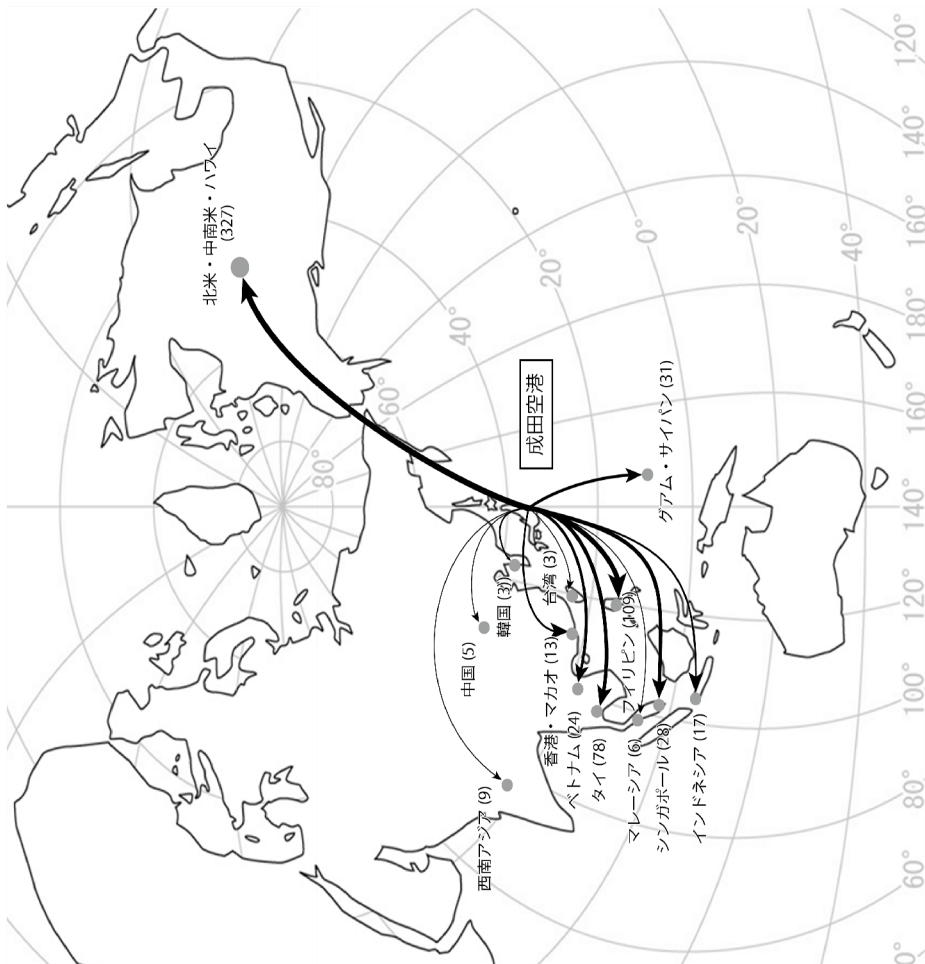 北米・中南米・ハワイ
(327)
80°
60°
40°
中国 (5)
西南アジア (9)
韓国 (3)
成田空港
20°
台湾 (3)
香港・マカオ (13)
ベトナム (24)
タイ (78)
フィリピン (109)
マレーシア (6)
0°
シンガポール (28)
グアム・サイパン (31)
インドネシア (17)
20°
40°
0°
60°
80°
100°
120°
140°
160°
180°
160°
140°
120°